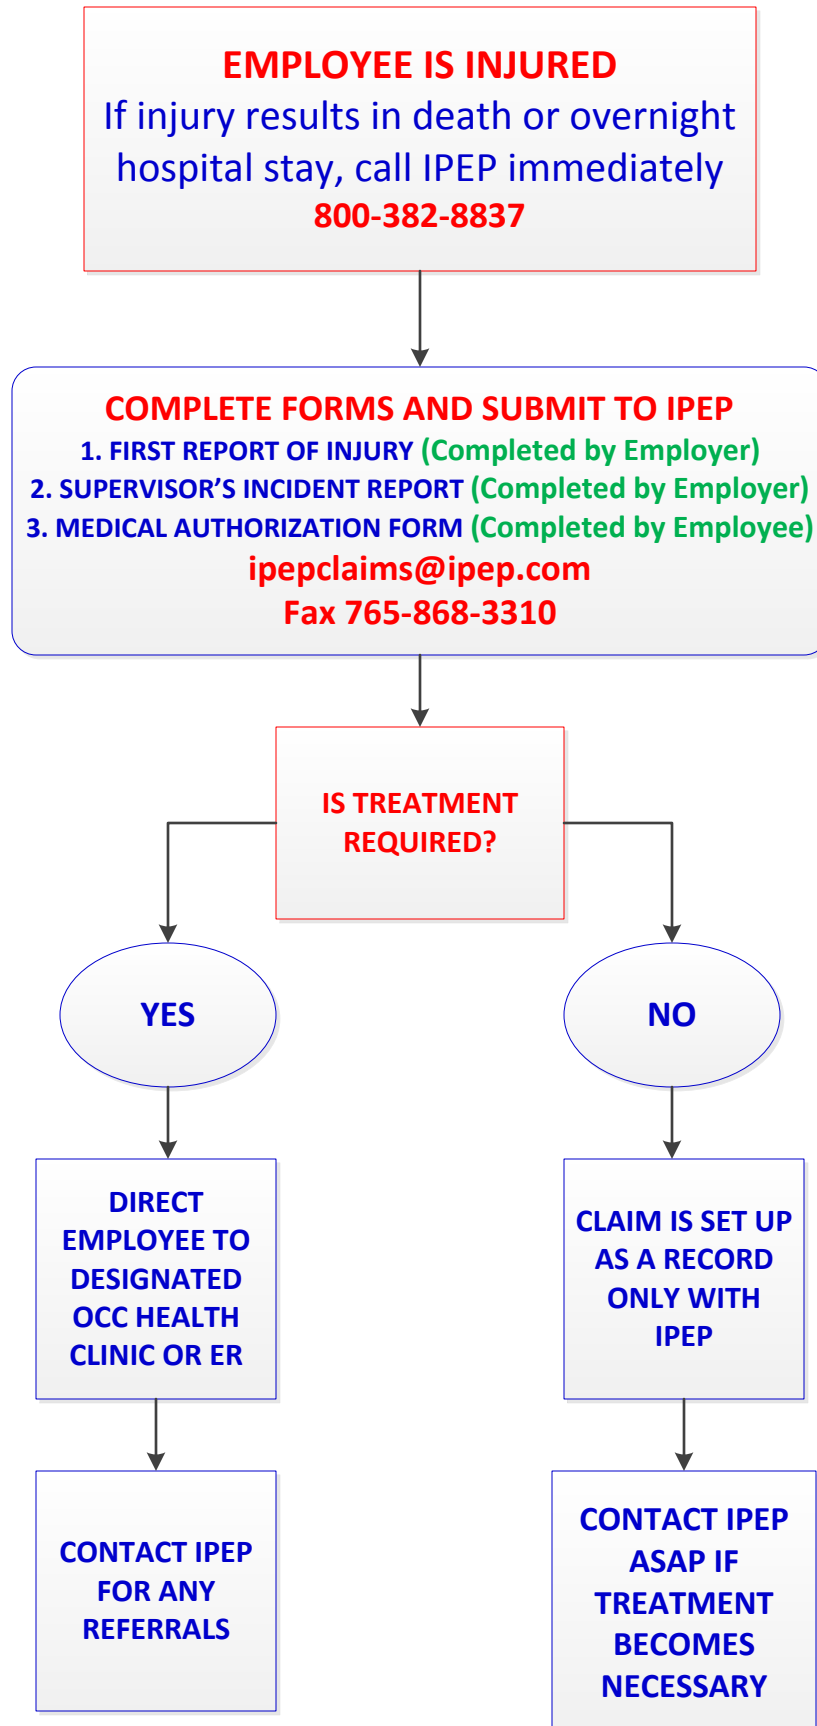 EMPLOYEE IS INJURED
If injury results in death or overnight
hospital stay, call IPEP immediately
800-382-8837
COMPLETE FORMS AND SUBMIT TO IPEP
1. FIRST REPORT OF INJURY (Completed by Employer)
2. SUPERVISOR'S INCIDENT REPORT (Completed by Employer)
3. MEDICAL AUTHORIZATION FORM (Completed by Employee)
ipepclaims@ipep.com
Fax 765-868-3310
IS TREATMENT
REQUIRED?
YES
NO
DIRECT
EMPLOYEE TO
DESIGNATED
OCC HEALTH
CLINIC OR ER
CLAIM IS SET UP
AS A RECORD
ONLY WITH
IPEP
CONTACT IPEP
FOR ANY
REFERRALS
CONTACT IPEP
ASAP IF
TREATMENT
BECOMES
NECESSARY